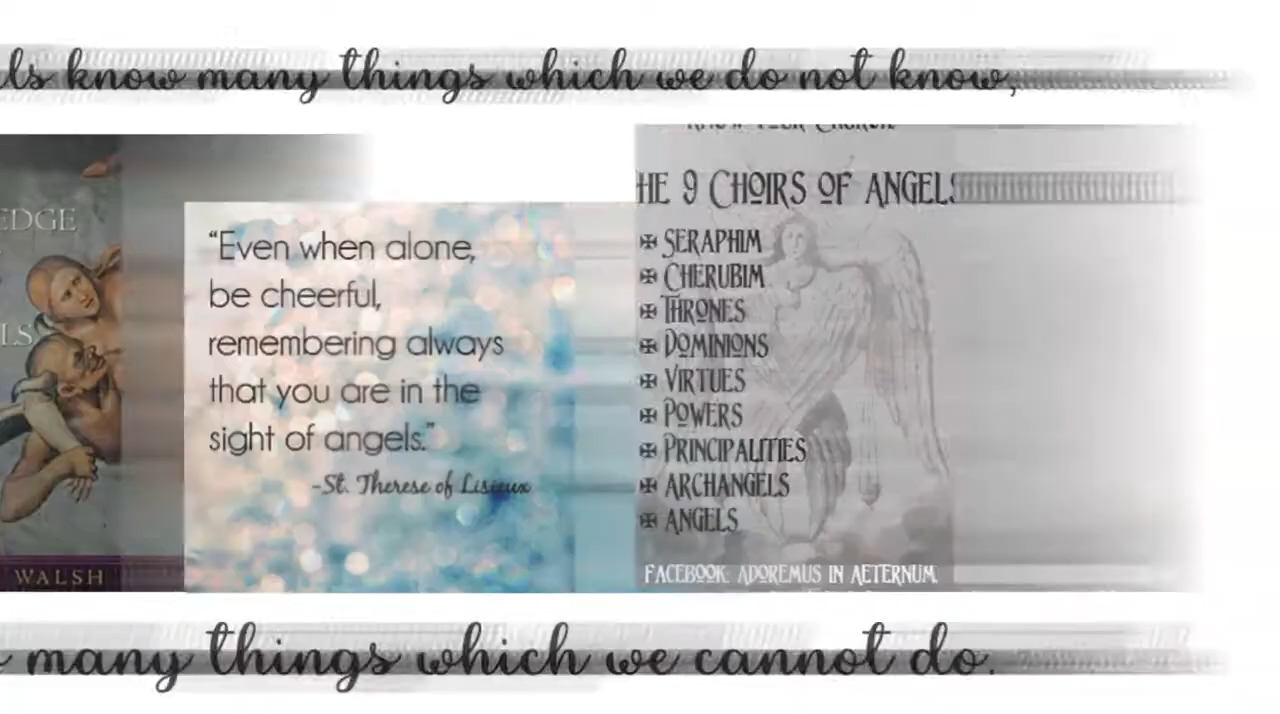 ls know many things which we do not know,
EDGE
LS
WALSH
“Even when alone,
be cheerful,
remembering always
that you are in the
sight of angels.”
-St. Therese of Lisieux
HE 9 CHOIRS OF ANGELS
✠ SERAPHIM
✠ CHERUBIM
✠ THRONES
✠ DOMINIONS
✠ VIRTUES
✠ POWERS
✠ PRINCIPALITIES
✠ ARCHANGELS
✠ ANGELS
FACEBOOK: ADOREMUS IN AETERNUM
many things which we cannot do.